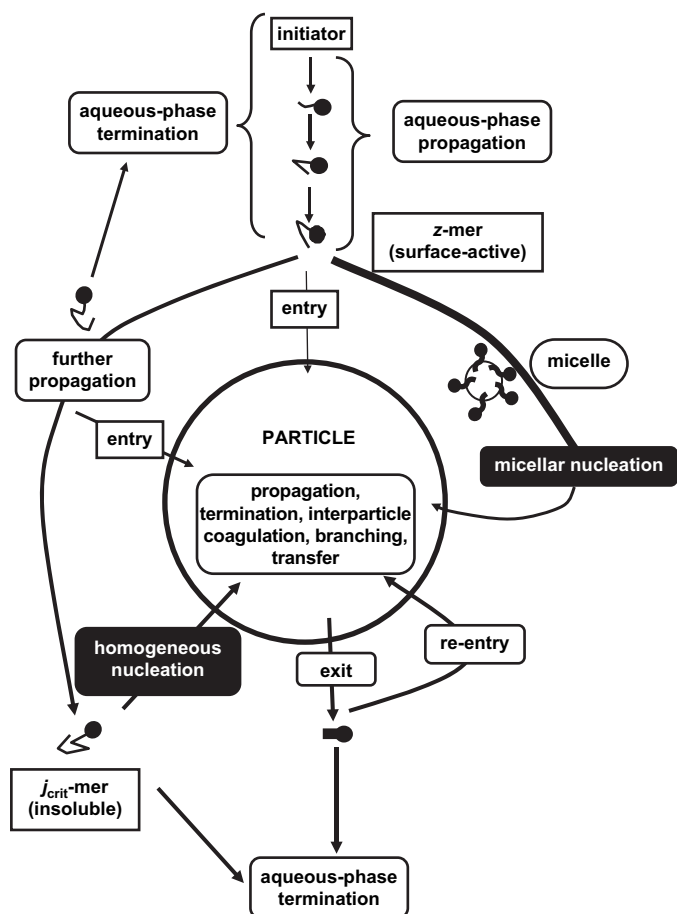 initiator
aqueous-phase
termination
aqueous-phase
propagation
z-mer
(surface-active)
entry
further
propagation
micelle
entry
PARTICLE
micellar nucleation
propagation,
termination, interparticle
coagulation, branching,
transfer
homogeneous
nucleation
re-entry
exit
jcrit-mer
(insoluble)
aqueous-phase
termination